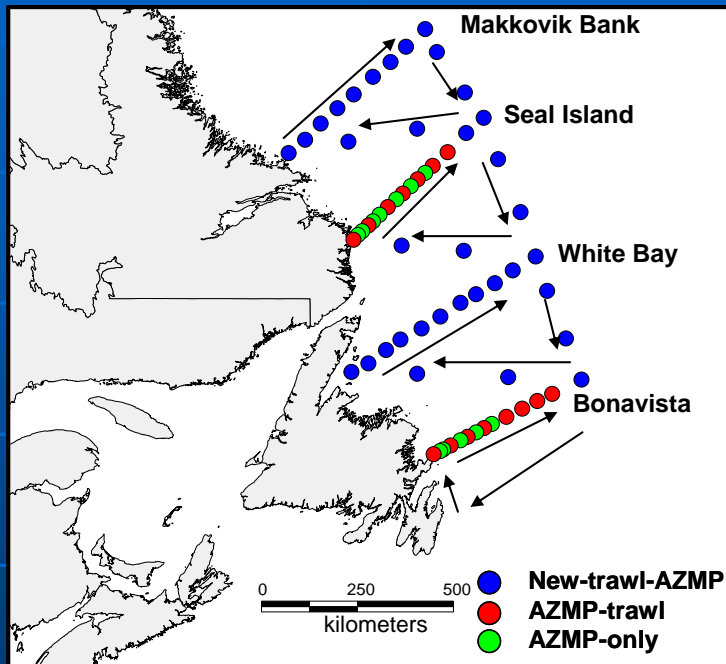 Makkovik Bank
Seal Island
White Bay
Bonavista
0 250 500
kilometers
New-trawl-AZMP
AZMP-trawl
AZMP-only